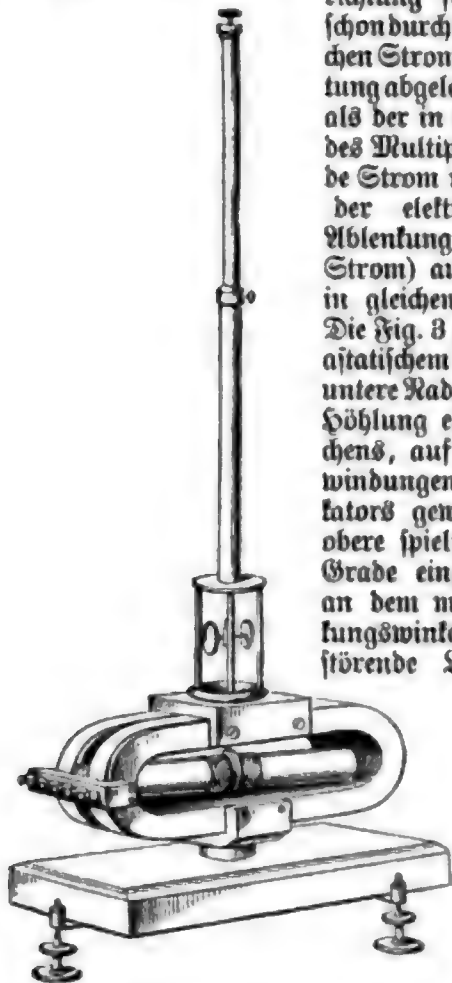 schon durch
chen Stron
tung abgele
als der in
des Multip
de Strom
der elekt
Ablenkung
Strom) au
in gleichen
Die Fig. 3
astatischem
untere Nad
Höhlung e
chens, auf
windungen
kators gen
obere spiel
Grade ein
an dem m
kungswinke
störende